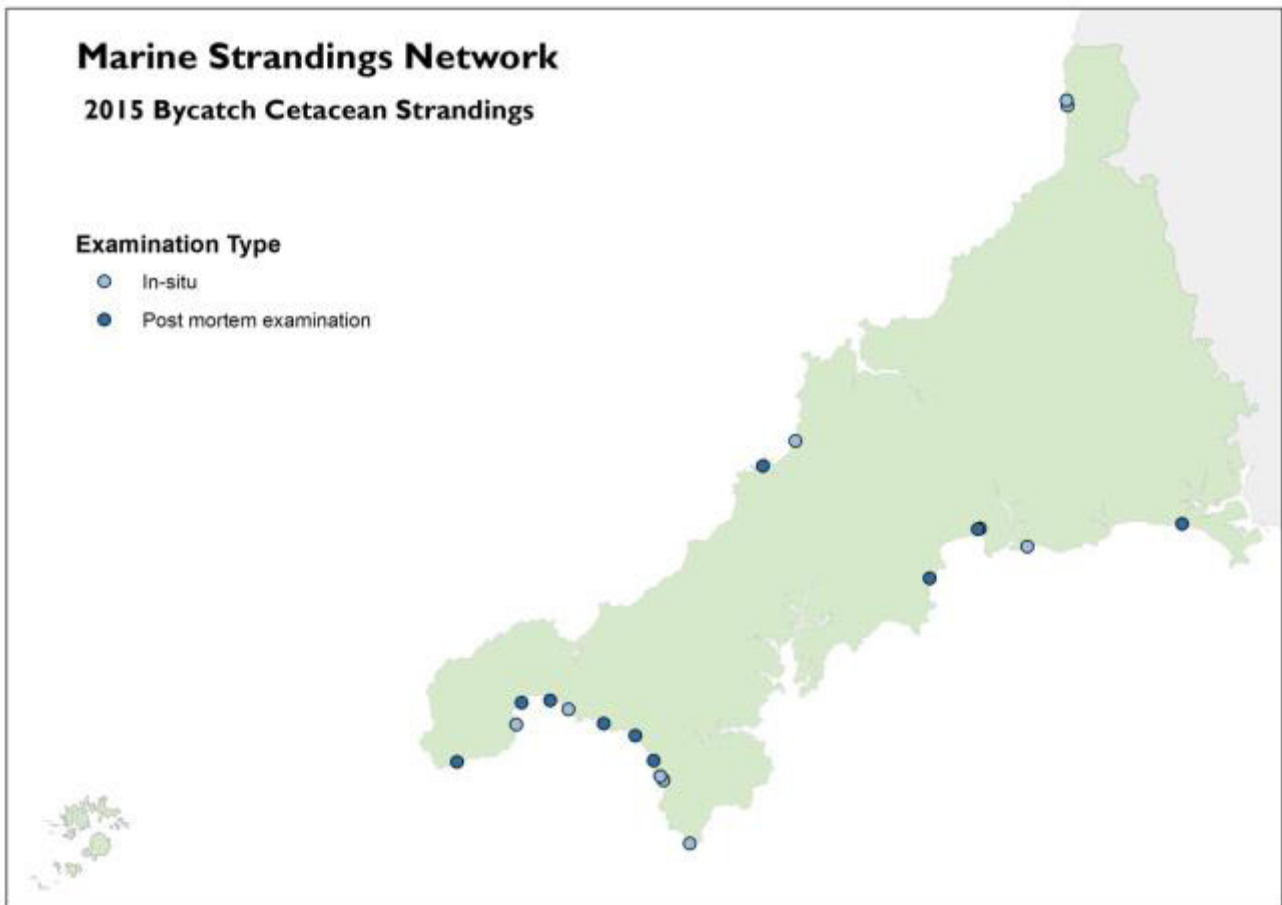 Marine Strandings Network
2015 Bycatch Cetacean Strandings
Examination Type
In-situ
Post mortem examination